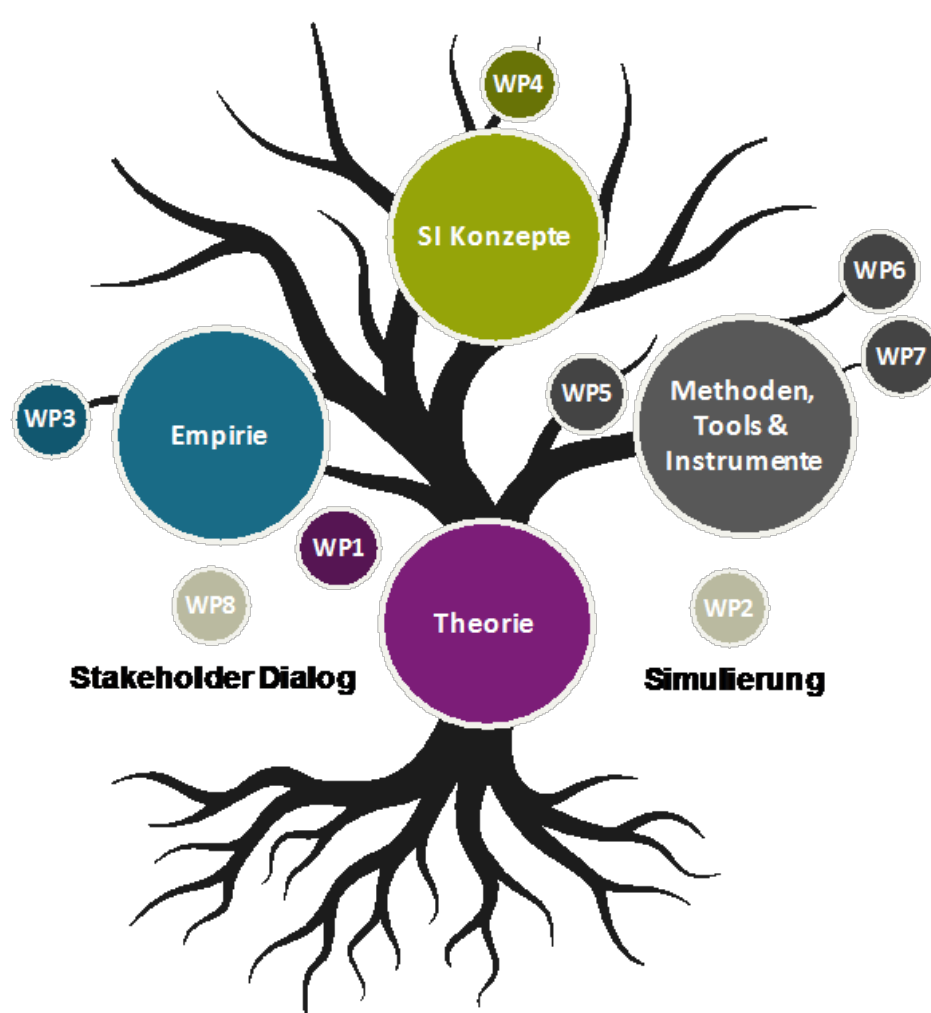 WP4
SI Konzepte
WP6
WP7
WP5
Methoden,
Tools &
Instrumente
WP3
Empirie
WP1
WP8
Theorie
WP2
Stakeholder Dialog
Simulierung